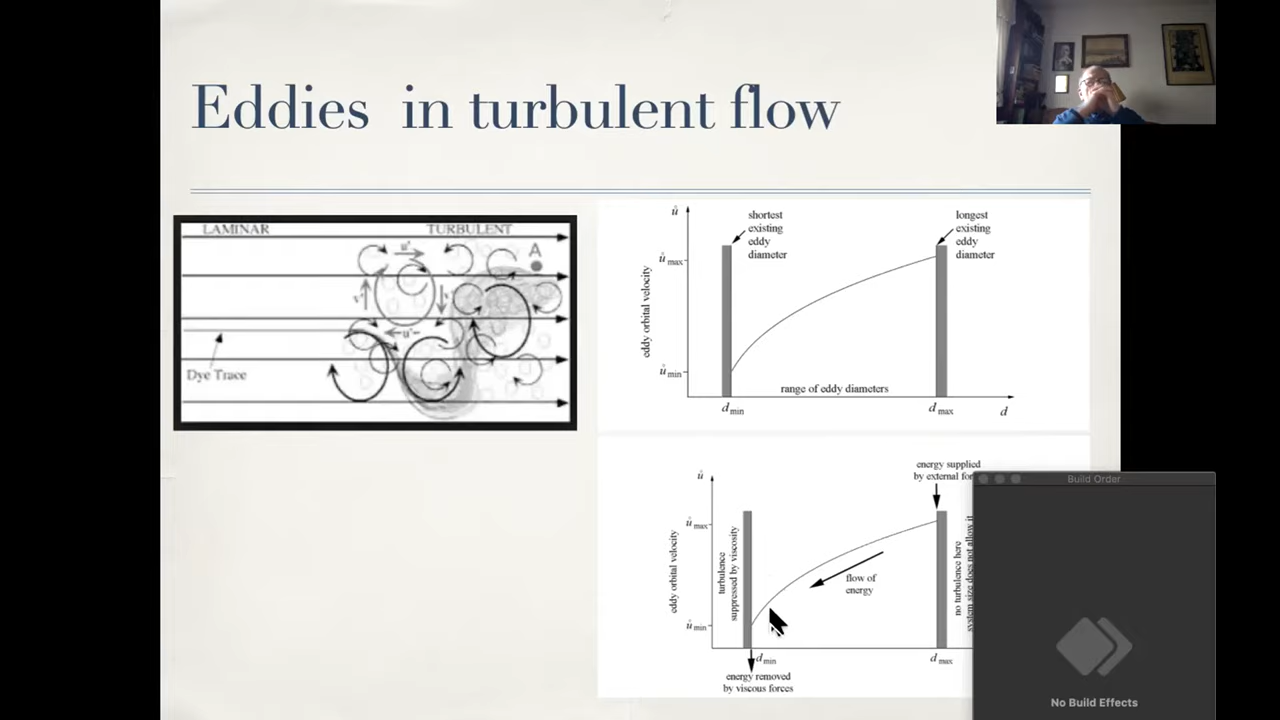 Eddies in turbulent flow
LAMINAR
TURBULENT
A
u'
v'
u'
Dye Trace
û
shortest
existing
eddy
diameter
longest
existing
eddy
diameter
û max
eddy orbital velocity
û min
range of eddy diameters
d min
d max
d
energy supplied
by external
û
û max
eddy orbital velocity
turbulence
suppressed by viscosity
no turbulence here
system size does not allow it
flow of
energy
û min
d min
d max
energy removed
by viscous forces
Build Order
No Build Effects